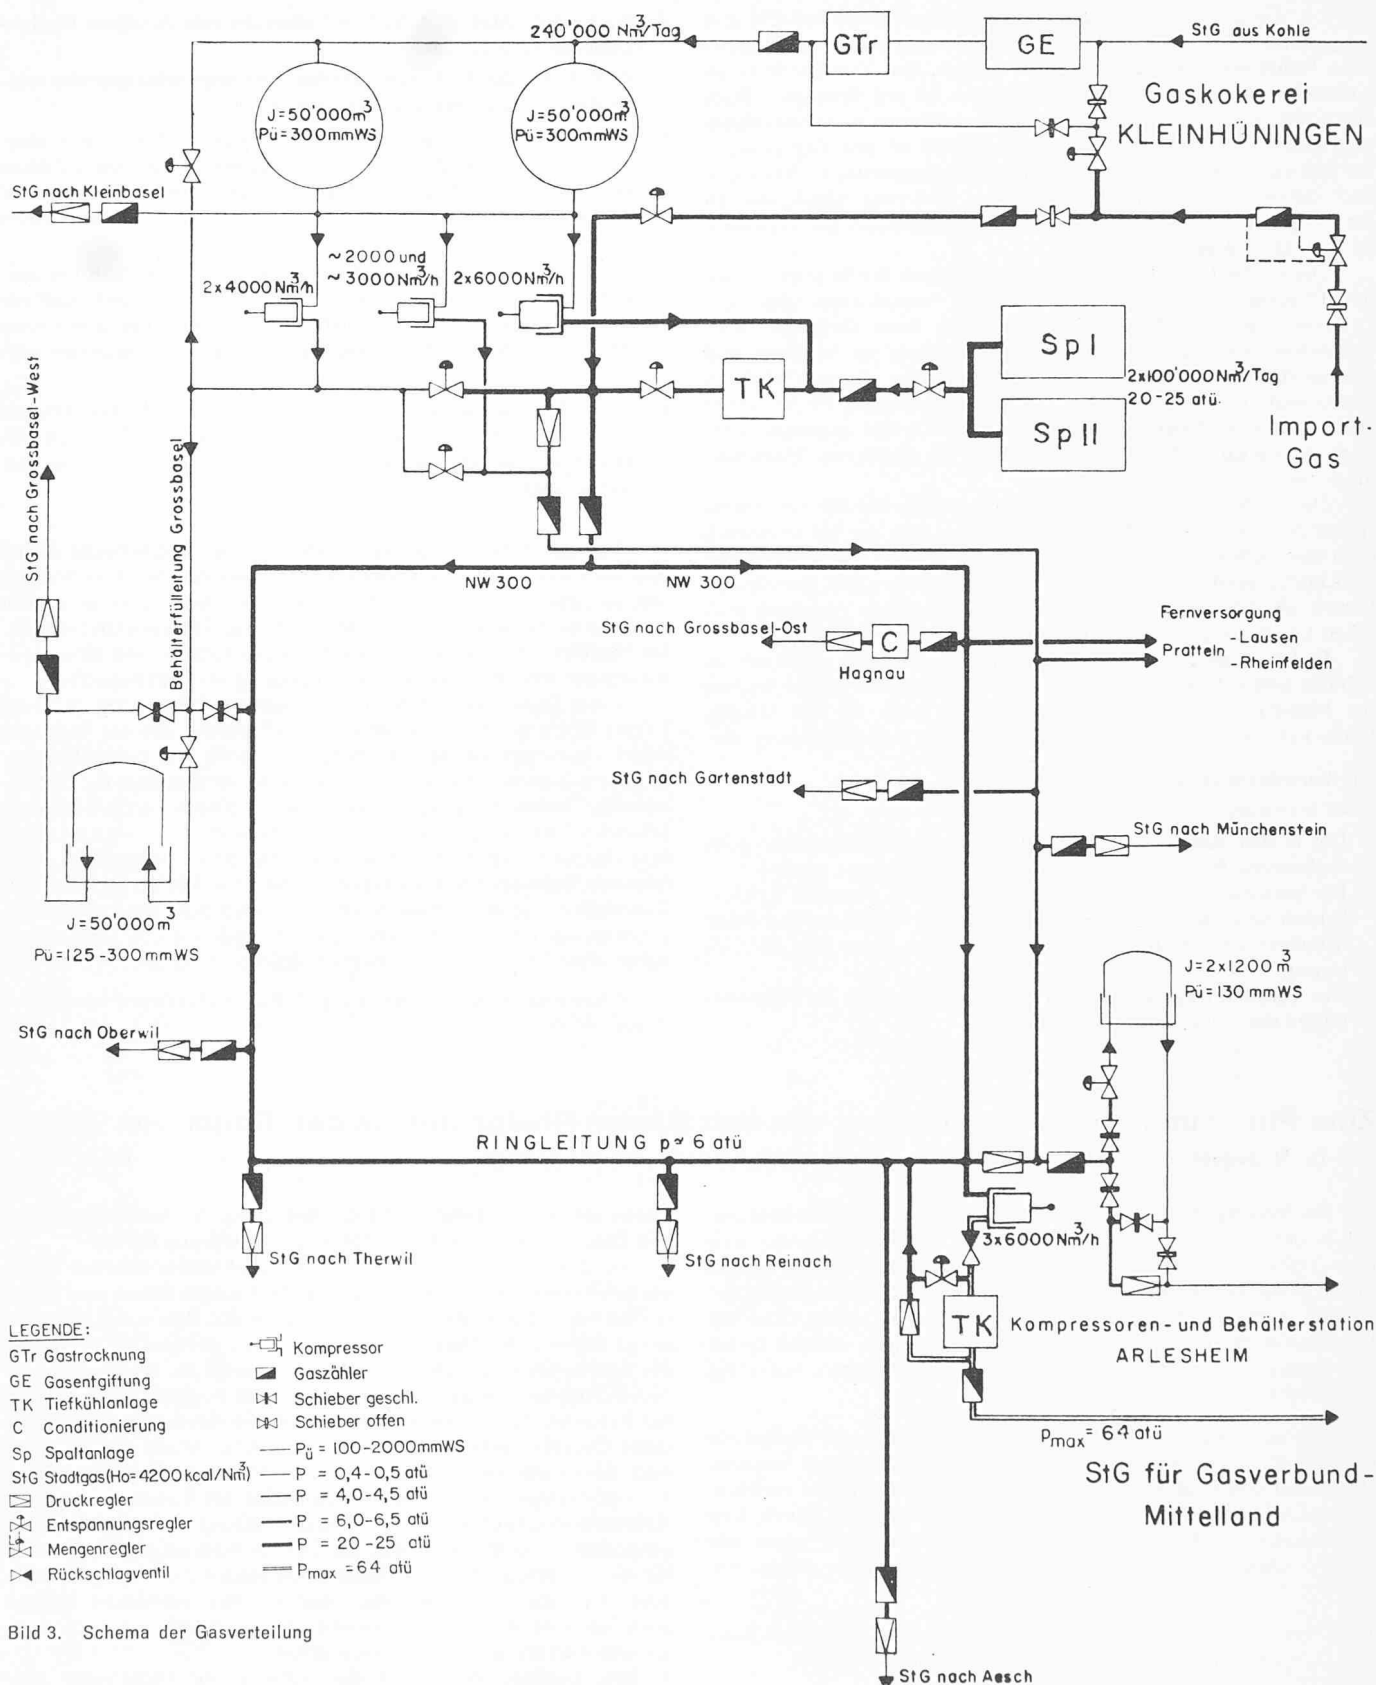 240'000 Nm³/Tag
GTr
GE
StG aus Kohle
Gaskokerei
KLEINHÜNINGEN
J=50'000m³
Pü=300mmWS
J=50'000m³
Pü=300mmWS
StG nach Kleinbasel
2x4000Nm³/h
~2000 und
~3000Nm³/h
2x6000Nm³/h
Sp I
Sp II
TK
2x100'000Nm³/Tag
20-25 atü.
Import-
Gas
StG nach Grossbasel-West
Behälterfülleitung Grossbasel
NW 300
NW 300
StG nach Grossbasel-Ost
C
Hagnau
Fernversorgung
-Lausen
Pratteln
-Rheinfelden
StG nach Gartenstadt
StG nach Münchenstein
J=50'000m³
Pü=125-300mmWS
J=2x1200m³
Pü=130mmWS
StG nach Oberwil
RINGLEITUNG p≈6 atü
StG nach Therwil
StG nach Reinach
3x6000Nm³/h
TK
Kompressoren- und Behälterstation
ARLESHEIM
pmax=64 atü
StG für Gasverbund-
Mittelland
StG nach Aesch
LEGENDE:
GTr Gastrocknung
GE Gasentgiftung
TK Tiefkühlanlage
C Conditionierung
Sp Spaltanlage
StG Stadtgas(Ho=4200kcal/Nm³)
Druckregler
Entspannungsregler
Mengenregler
Rückschlagventil
Kompressor
Gaszähler
Schieber geschl.
Schieber offen
Pü = 100-2000mmWS
P = 0,4-0,5 atü
P = 4,0-4,5 atü
P = 6,0-6,5 atü
P = 20-25 atü
Pmax =64 atü
Bild 3. Schema der Gasverteilung